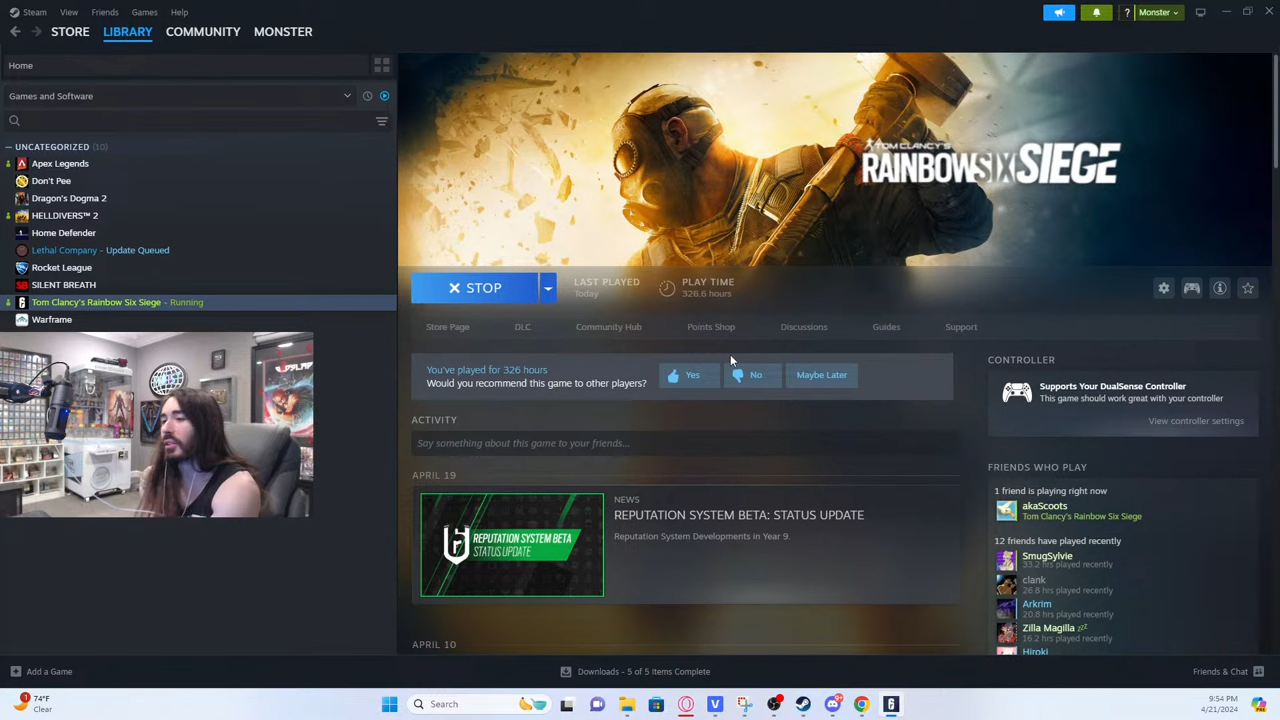 Steam View Friends Games Help
? Monster
STORE LIBRARY COMMUNITY MONSTER
Home
Games and Software
UNCATEGORIZED (10)
Apex Legends
Don't Pee
Dragon's Dogma 2
HELLDIVERS™ 2
Home Defender
Lethal Company - Update Queued
Rocket League
SILENT BREATH
Tom Clancy's Rainbow Six Siege - Running
Warframe
TOM CLANCY'S
RAINBOWSIX SIEGE
STOP
LAST PLAYED
Today
PLAY TIME
326.6 hours
Store Page DLC Community Hub Points Shop Discussions Guides Support
You've played for 326 hours
Would you recommend this game to other players?
Yes No Maybe Later
ACTIVITY
Say something about this game to your friends...
APRIL 19
REPUTATION SYSTEM BETA
STATUS UPDATE
NEWS
REPUTATION SYSTEM BETA: STATUS UPDATE
Reputation System Developments in Year 9.
APRIL 10
CONTROLLER
Supports Your DualSense Controller
This game should work great with your controller
View controller settings
FRIENDS WHO PLAY
1 friend is playing right now
akaScoots
Tom Clancy's Rainbow Six Siege
12 friends have played recently
SmugSylvie
33.2 hrs played recently
clank
26.8 hrs played recently
Arkrim
20.8 hrs played recently
Zilla Magilla zzz
16.2 hrs played recently
Hiroki
Add a Game
Downloads - 5 of 5 Items Complete
Friends & Chat
1
74°F
Clear
Search
9:54 PM
4/21/2024